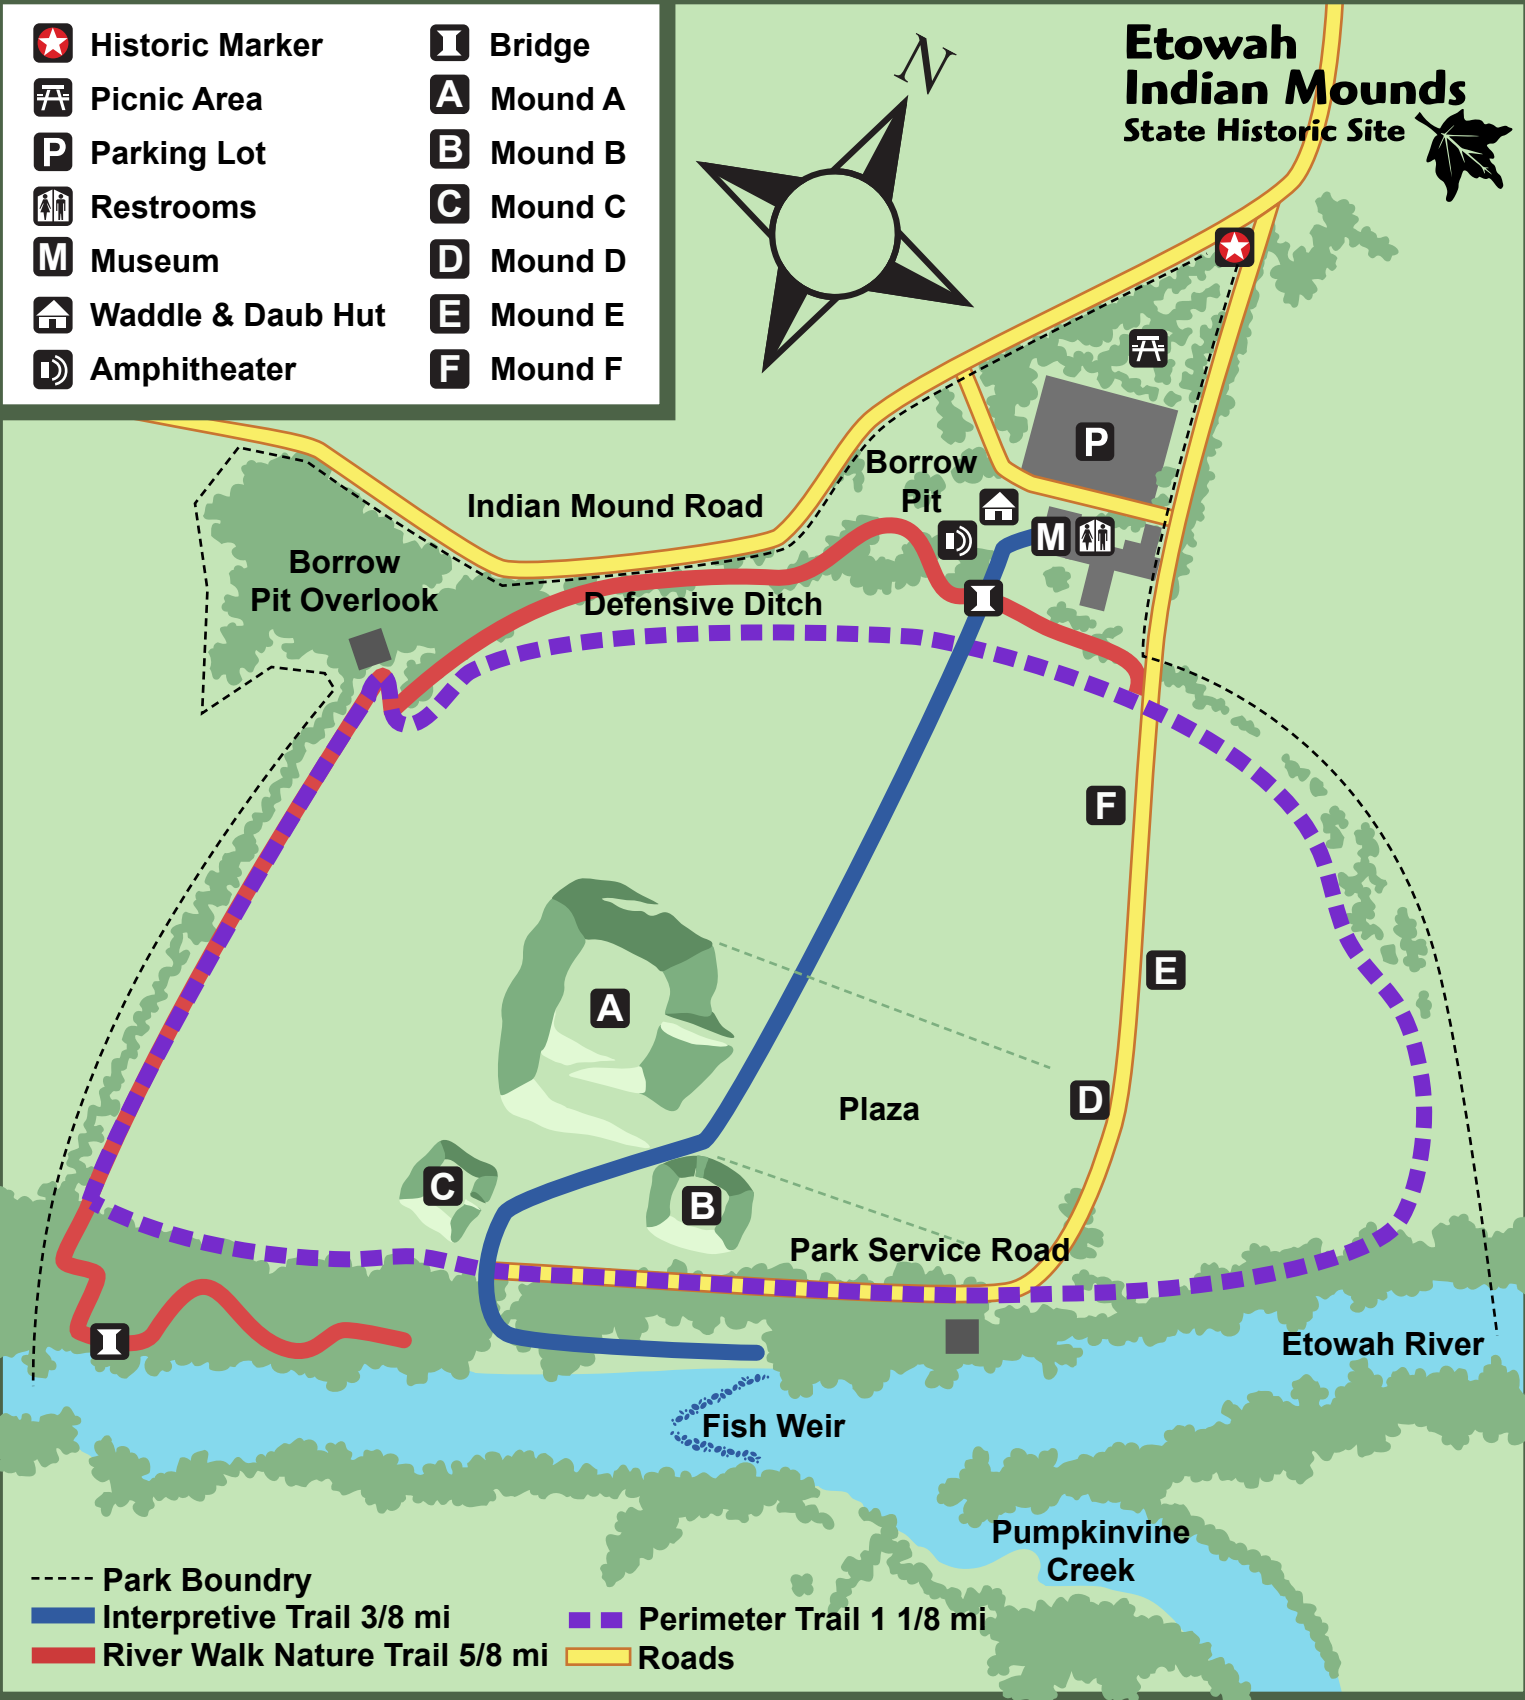 Historic Marker
Picnic Area
P Parking Lot
Restrooms
M Museum
Waddle & Daub Hut
Amphitheater
Bridge
A Mound A
B Mound B
C Mound C
D Mound D
E Mound E
F Mound F
N
Etowah
Indian Mounds
State Historic Site
P
Borrow
Pit
Indian Mound Road
M
Borrow
Pit Overlook
Defensive Ditch
F
E
A
D
Plaza
C
B
Park Service Road
Etowah River
Fish Weir
Pumpkinvine
Creek
Park Boundry
Interpretive Trail 3/8 mi
River Walk Nature Trail 5/8 mi
Perimeter Trail 1 1/8 mi
Roads